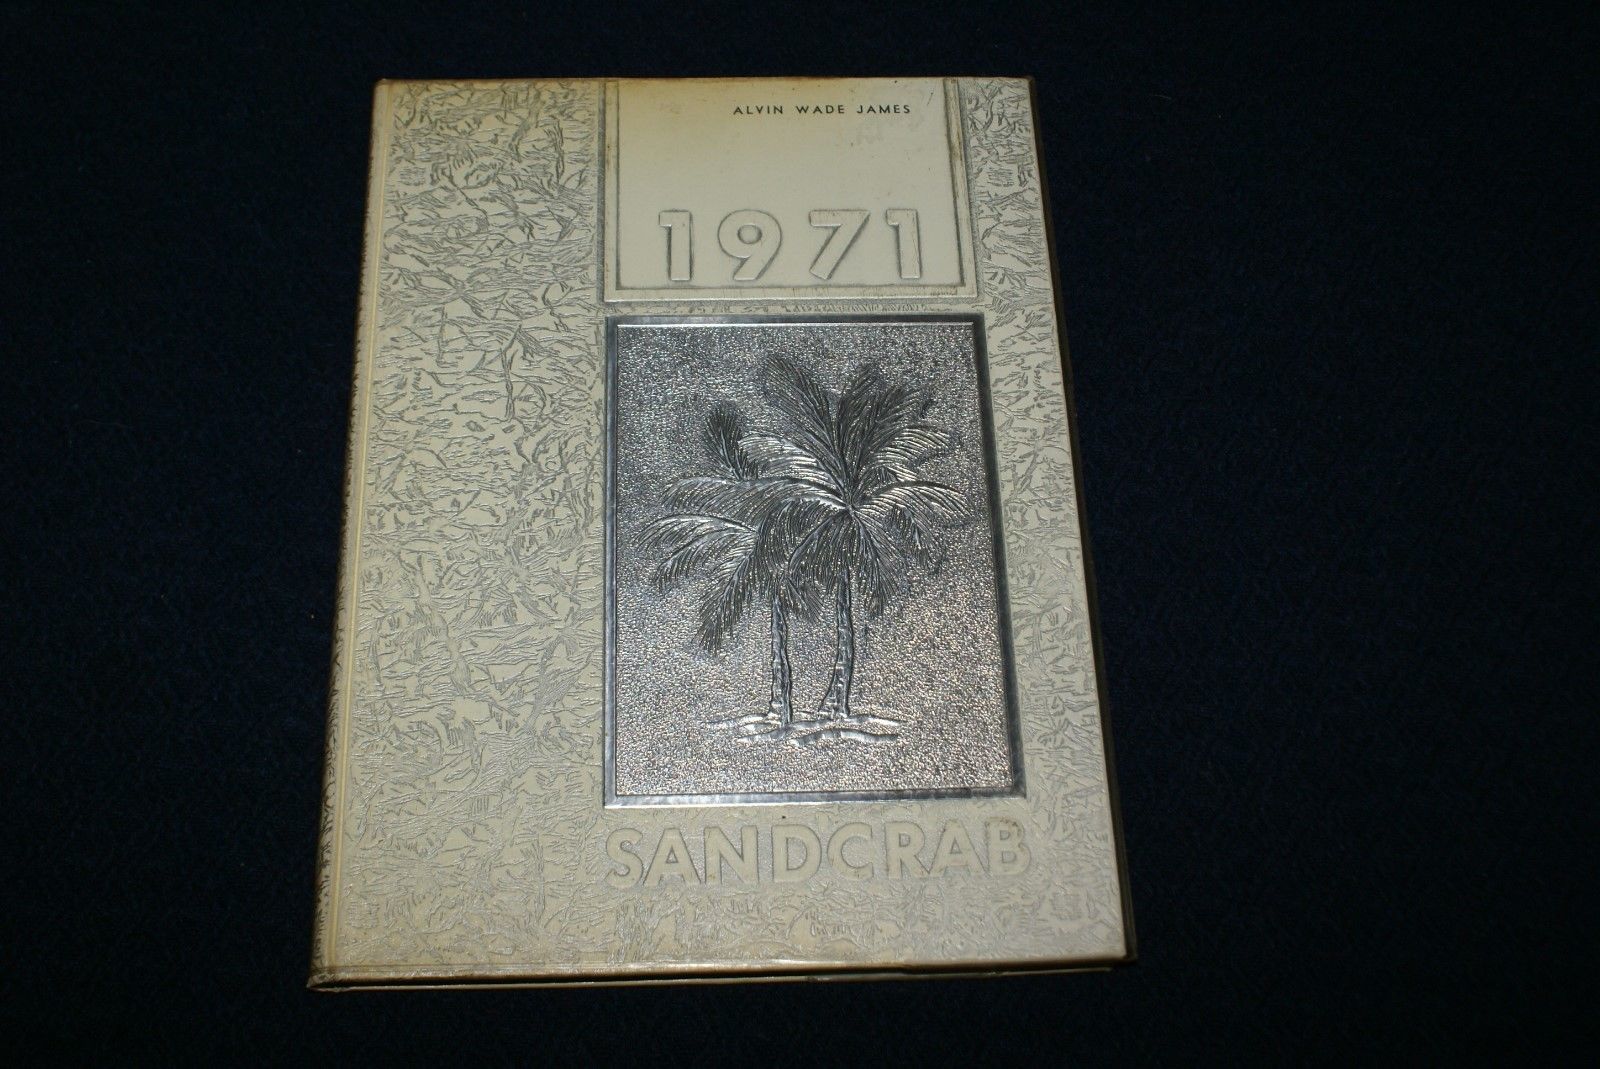 ALVIN WADE JAMES
1971
SANDCRAB